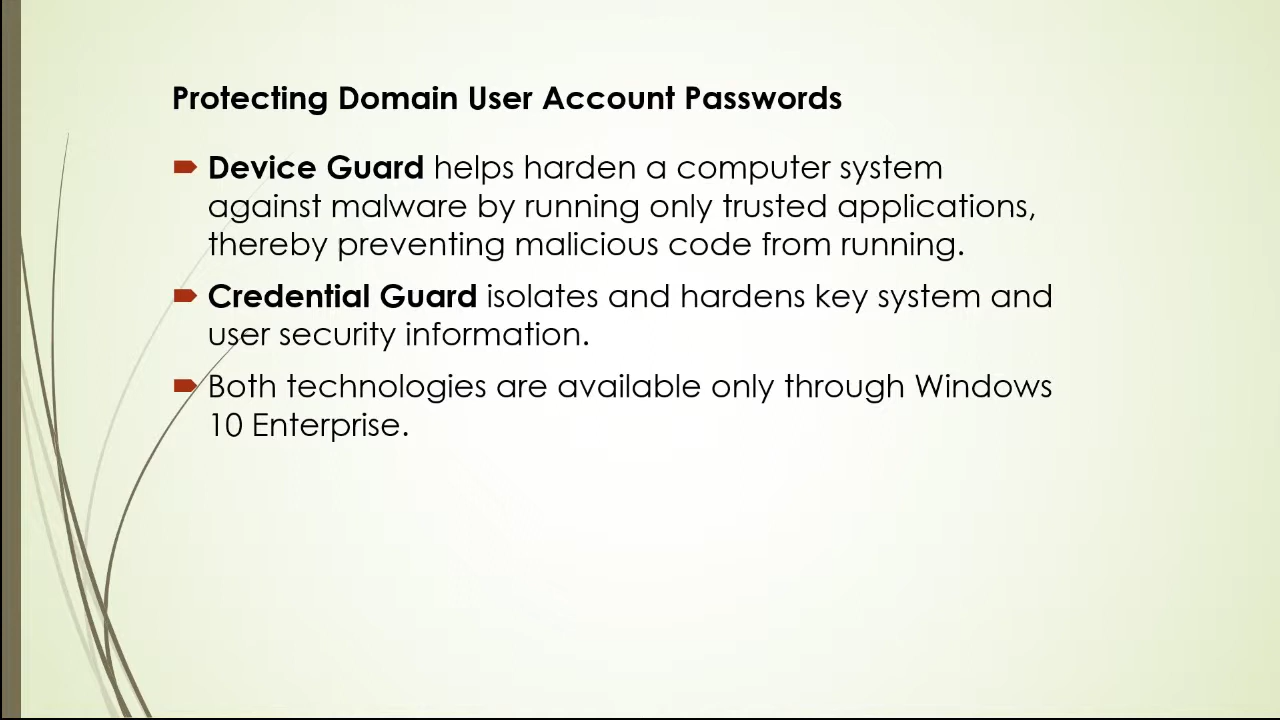 Protecting Domain User Account Passwords
Device Guard helps harden a computer system
against malware by running only trusted applications,
thereby preventing malicious code from running.
Credential Guard isolates and hardens key system and
user security information.
Both technologies are available only through Windows
10 Enterprise.